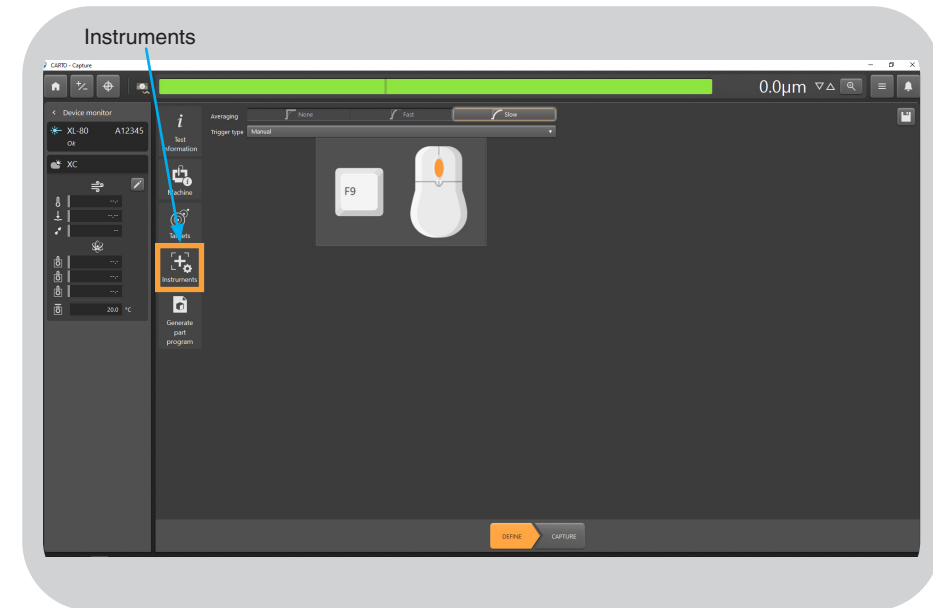 Instruments
CARTO - Capture
0.0μm
Device monitor
XL-80 A12345
Ok
XC
--.-
--.--
--
--.-
--.-
--.-
20.0 °C
i
Test
information
Machine
Targets
Instruments
Generate
part
program
Averaging None Fast Slow
Trigger type Manual
F9
DEFINE CAPTURE